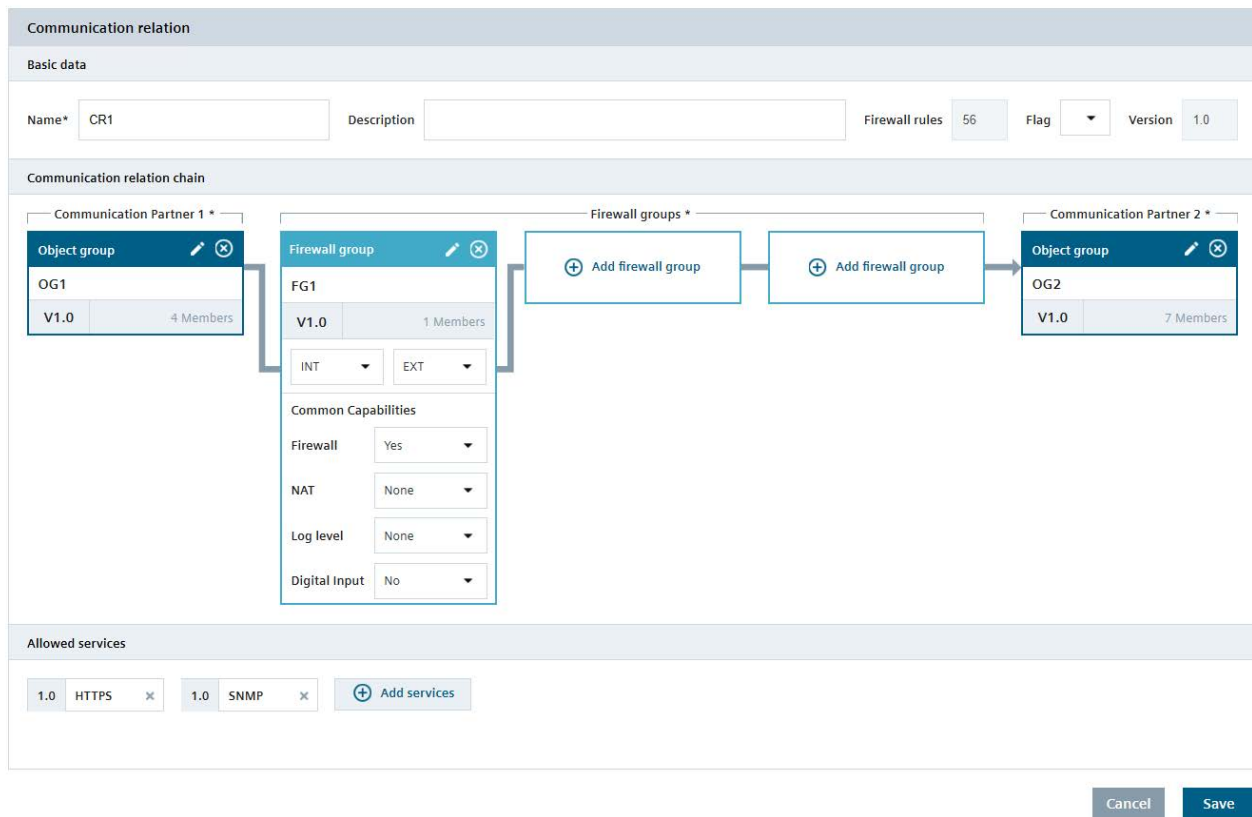 Communication relation
Basic data
Name* CR1 Description Firewall rules 56 Flag Version 1.0
Communication relation chain
Communication Partner 1 * Firewall groups * Communication Partner 2 *
Object group Firewall group Add firewall group Add firewall group Object group
OG1 FG1 OG2
V1.0 4 Members V1.0 1 Members V1.0 7 Members
INT EXT
Common Capabilities
Firewall Yes
NAT None
Log level None
Digital Input No
Allowed services
1.0 HTTPS 1.0 SNMP Add services
Cancel Save